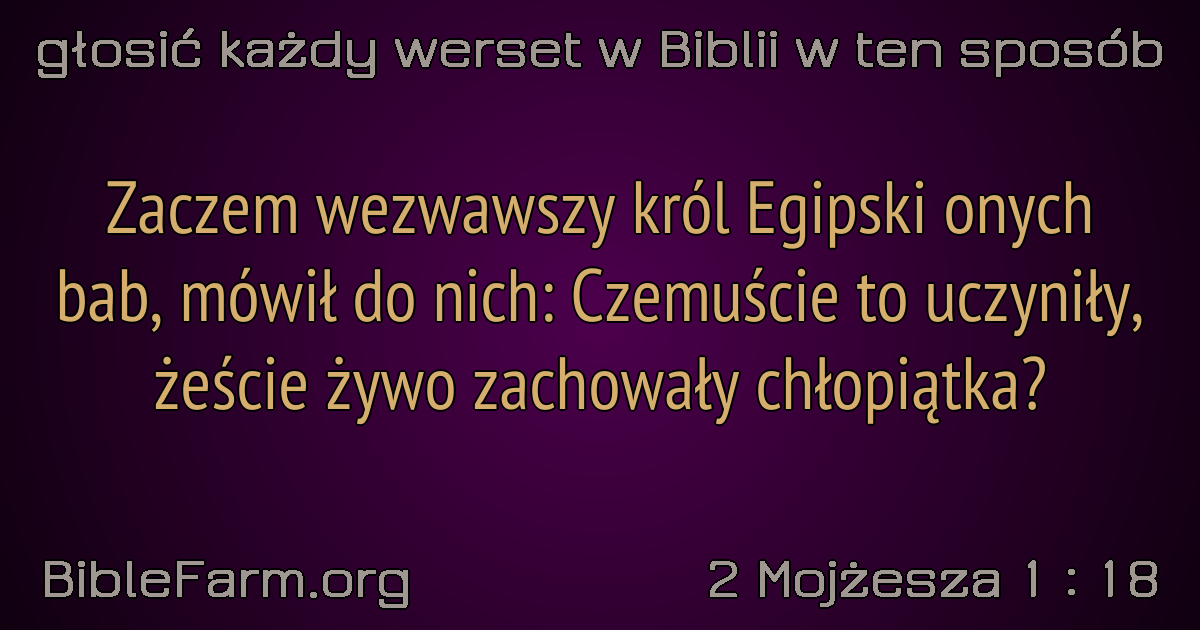 głosić każdy werset w Biblii w ten sposób
Zaczem wezwawszy król Egipski onych
bab, mówił do nich: Czemuście to uczyniły,
żeście żywo zachowały chłopiątka?
BibleFarm.org
2 Mojżesza 1 : 18